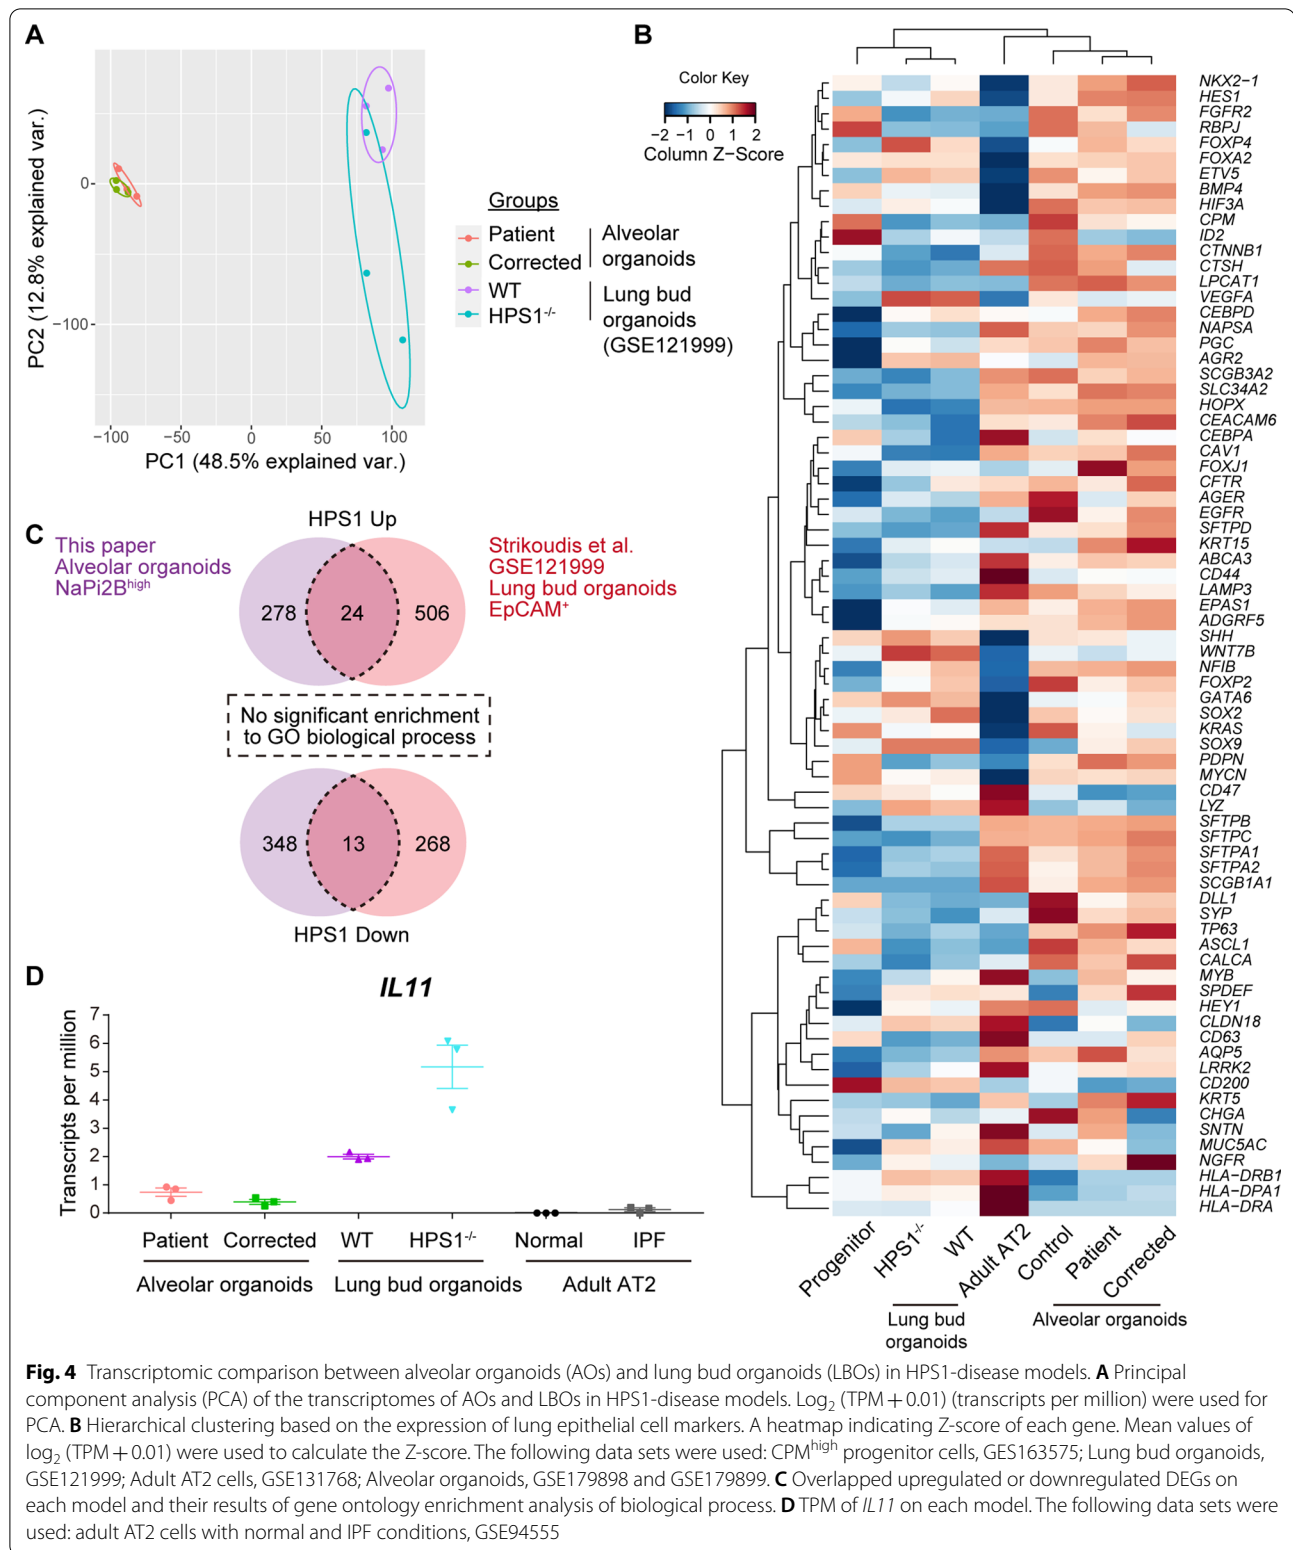 A
0
−100
−100
−50
0
50
100
PC2 (12.8% explained var.)
PC1 (48.5% explained var.)
Groups
Patient
Corrected
WT
HPS1-/-
Alveolar
organoids
Lung bud
organoids
(GSE121999)
B
Color Key
−2 −1 0 1 2
Column Z−Score
NKX2−1
HES1
FGFR2
RBPJ
FOXP4
FOXA2
ETV5
BMP4
HIF3A
CPM
ID2
CTNNB1
CTSH
LPCAT1
VEGFA
CEBPD
NAPSA
PGC
AGR2
SCGB3A2
SLC34A2
HOPX
CEACAM6
CEBPA
CAV1
FOXJ1
CFTR
AGER
EGFR
SFTPD
KRT15
ABCA3
CD44
LAMP3
EPAS1
ADGRF5
SHH
WNT7B
NFIB
FOXP2
GATA6
SOX2
KRAS
SOX9
PDPN
MYCN
CD47
LYZ
SFTPB
SFTPC
SFTPA1
SFTPA2
SCGB1A1
DLL1
SYP
TP63
ASCL1
CALCA
MYB
SPDEF
HEY1
CLDN18
CD63
AQP5
LRRK2
CD200
KRT5
CHGA
SNTN
MUC5AC
NGFR
HLA−DRB1
HLA−DPA1
HLA−DRA
Progenitor
HPS1-/-
WT
Adult AT2
Control
Patient
Corrected
Lung bud
organoids
Alveolar organoids
C
HPS1 Up
This paper
Alveolar organoids
NaPi2Bhigh
Strikoudis et al.
GSE121999
Lung bud organoids
EpCAM+
278 24 506
No significant enrichment
to GO biological process
348 13 268
HPS1 Down
D
IL11
Transcripts per million
7
6
5
4
3
2
1
0
Patient Corrected WT HPS1-/- Normal IPF
Alveolar organoids Lung bud organoids Adult AT2
Fig. 4 Transcriptomic comparison between alveolar organoids (AOs) and lung bud organoids (LBOs) in HPS1-disease models. A Principal
component analysis (PCA) of the transcriptomes of AOs and LBOs in HPS1-disease models. Log2 (TPM + 0.01) (transcripts per million) were used for
PCA. B Hierarchical clustering based on the expression of lung epithelial cell markers. A heatmap indicating Z-score of each gene. Mean values of
log2 (TPM + 0.01) were used to calculate the Z-score. The following data sets were used: CPMhigh progenitor cells, GES163575; Lung bud organoids,
GSE121999; Adult AT2 cells, GSE131768; Alveolar organoids, GSE179898 and GSE179899. C Overlapped upregulated or downregulated DEGs on
each model and their results of gene ontology enrichment analysis of biological process. D TPM of IL11 on each model. The following data sets were
used: adult AT2 cells with normal and IPF conditions, GSE94555